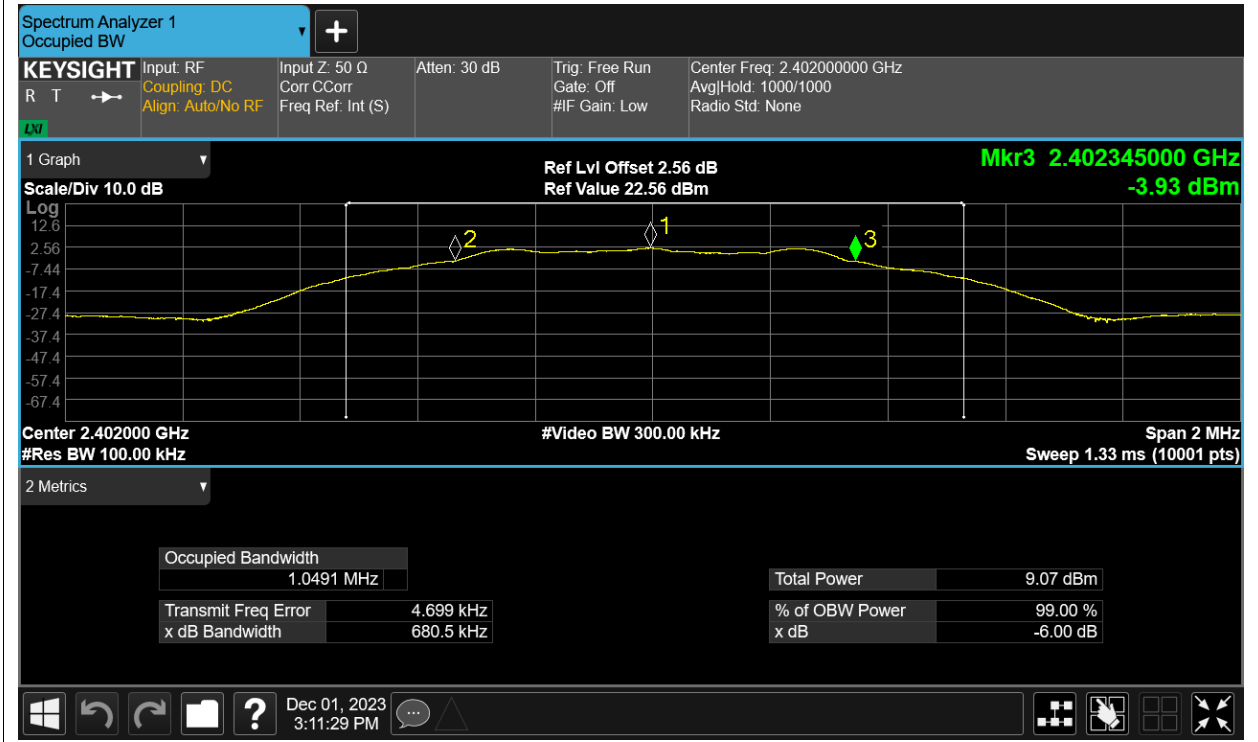 Spectrum Analyzer 1
Occupied BW
KEYSIGHT
R T
LXI
Input: RF
Coupling: DC
Align: Auto/No RF
Input Z: 50 Ω
Corr CCorr
Freq Ref: Int (S)
Atten: 30 dB
Trig: Free Run
Gate: Off
#IF Gain: Low
Center Freq: 2.402000000 GHz
Avg|Hold: 1000/1000
Radio Std: None
1 Graph
Scale/Div 10.0 dB
Ref Lvl Offset 2.56 dB
Ref Value 22.56 dBm
Mkr3 2.402345000 GHz
-3.93 dBm
Log
12.6
2.56
-7.44
-17.4
-27.4
-37.4
-47.4
-57.4
-67.4
2
1
3
Center 2.402000 GHz
#Res BW 100.00 kHz
#Video BW 300.00 kHz
Span 2 MHz
Sweep 1.33 ms (10001 pts)
2 Metrics
Occupied Bandwidth
1.0491 MHz
Transmit Freq Error 4.699 kHz
x dB Bandwidth 680.5 kHz
Total Power 9.07 dBm
% of OBW Power 99.00 %
x dB -6.00 dB
?
Dec 01, 2023
3:11:29 PM